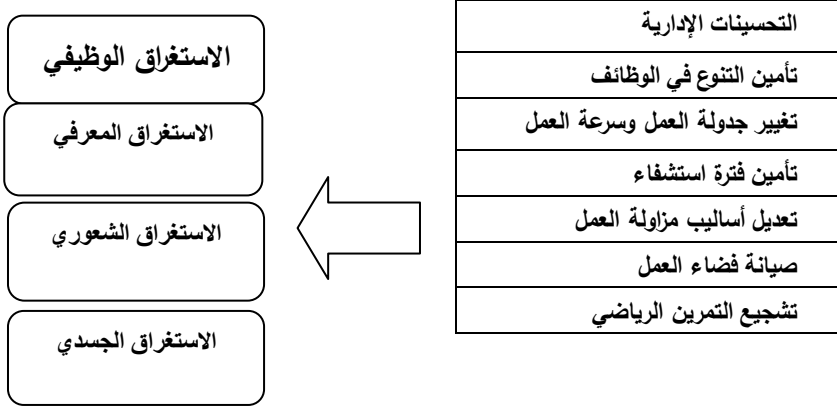 التحسينات الإدارية
تأمين التنوع في الوظائف
تغيير جدولة العمل وسرعة العمل
تأمين فترة استشفاء
تعديل أساليب مزاولة العمل
صيانة فضاء العمل
تشجيع التمرين الرياضي
الاستغراق الوظيفي
الاستغراق المعرفي
الاستغراق الشعوري
الاستغراق الجسدي